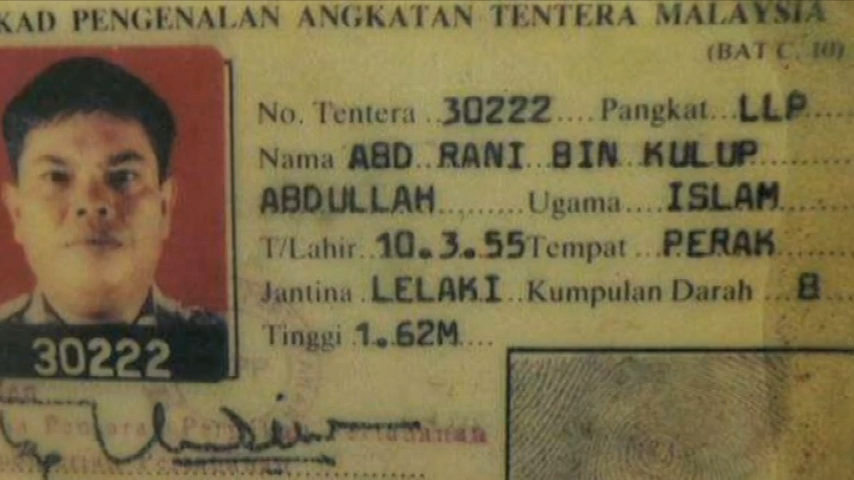 KAD PENGENALAN ANGKATAN TENTERA MALAYSIA
(BAT C. 10)
No. Tentera ..30222.... Pangkat...LLP
Nama ABD..RANI..BIN..KULUP
ABDULLAH.........Ugama....ISLAM
T/Lahir..10.3.55 Tempat ..PERAK
Jantina .LELAKI..Kumpulan Darah ...B
Tinggi 1.62M....
30222